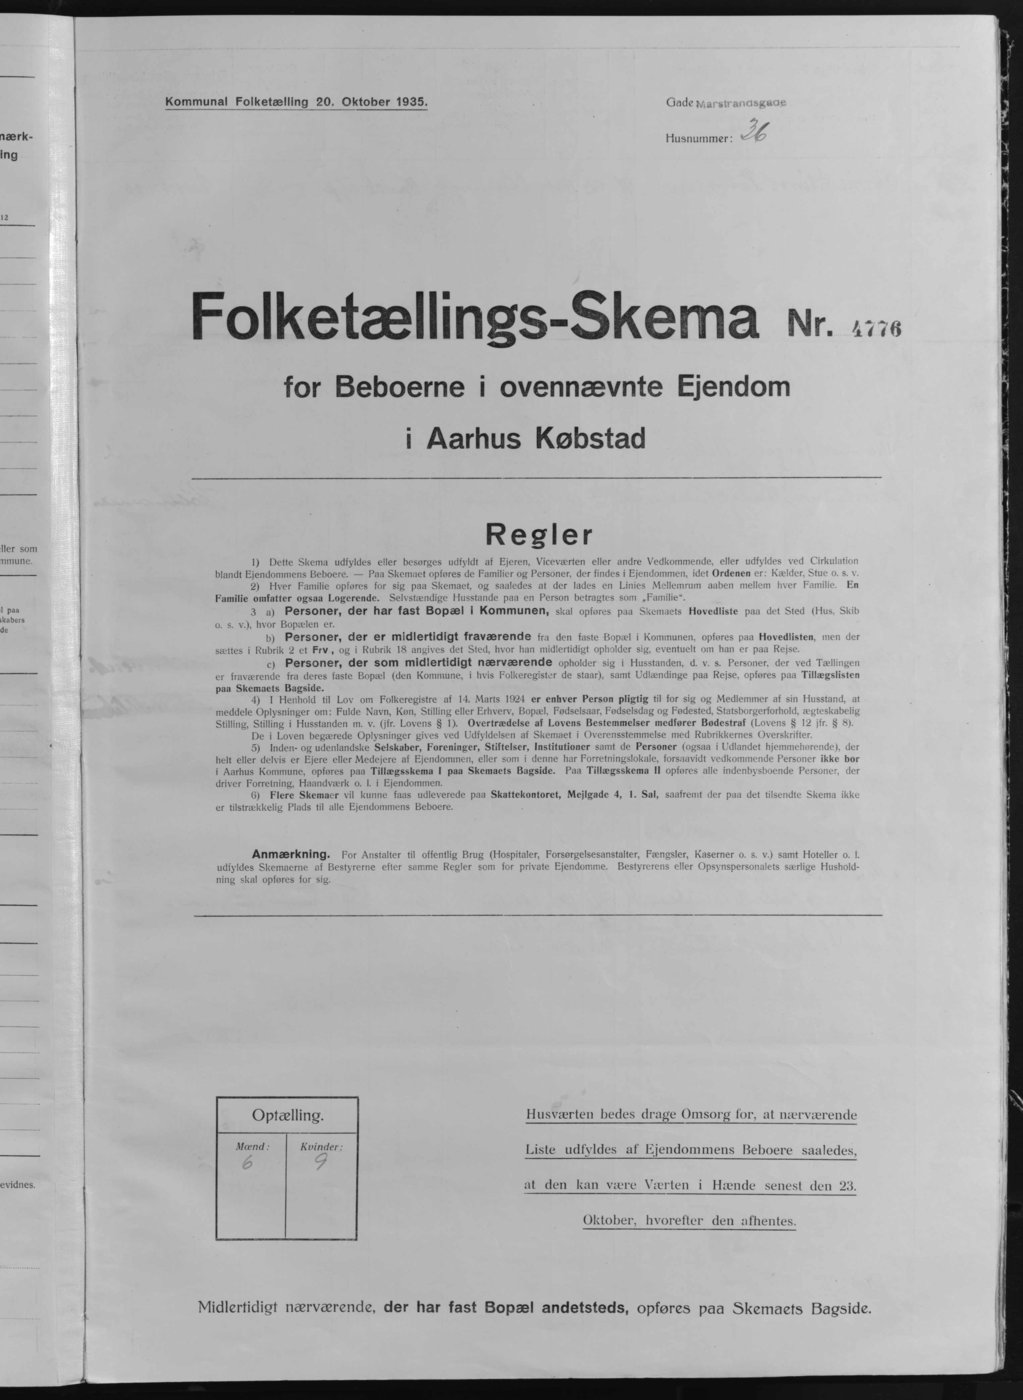 nærk-
ing
12
eller som
mmune.
l paa
skabers
de
evidnes.
Kommunal Folketælling 20. Oktober 1935.
Gade Marstrandsgade
Husnummer: 36
Folketællings-Skema Nr. 4776
for Beboerne i ovennævnte Ejendom
i Aarhus Købstad
Regler
1) Dette Skema udfyldes eller besørges udfyldt af Ejeren, Viceværten eller andre Vedkommende, eller udfyldes ved Cirkulation
blandt Ejendommens Beboere. — Paa Skemaet opføres de Familier og Personer, der findes i Ejendommen, idet Ordenen er: Kælder, Stue o. s. v.
2) Hver Familie opføres for sig paa Skemaet, og saaledes at der lades en Linies Mellemrum aaben mellem hver Familie. En
Familie omfatter ogsaa Logerende. Selvstændige Husstande paa en Person betragtes som „Familie“.
3 a) Personer, der har fast Bopæl i Kommunen, skal opføres paa Skemaets Hovedliste paa det Sted (Hus, Skib
o. s. v.), hvor Bopælen er.
b) Personer, der er midlertidigt fraværende fra den faste Bopæl i Kommunen, opføres paa Hovedlisten, men der
sættes i Rubrik 2 et Frv, og i Rubrik 18 angives det Sted, hvor han midlertidigt opholder sig, eventuelt om han er paa Rejse.
c) Personer, der som midlertidigt nærværende opholder sig i Husstanden, d. v. s. Personer, der ved Tællingen
er fraværende fra deres faste Bopæl (den Kommune, i hvis Folkeregister de staar), samt Udlændinge paa Rejse, opføres paa Tillægslisten
paa Skemaets Bagside.
4) I Henhold til Lov om Folkeregistre af 14. Marts 1924 er enhver Person pligtig til for sig og Medlemmer af sin Husstand, at
meddele Oplysninger om: Fulde Navn, Køn, Stilling eller Erhverv, Bopæl, Fødselsaar, Fødselsdag og Fødested, Statsborgerforhold, ægteskabelig
Stilling, Stilling i Husstanden m. v. (jfr. Lovens § 1). Overtrædelse af Lovens Bestemmelser medfører Bødestraf (Lovens § 12 jfr. § 8).
De i Loven begærede Oplysninger gives ved Udfyldelsen af Skemaet i Overensstemmelse med Rubrikkernes Overskrifter.
5) Inden- og udenlandske Selskaber, Foreninger, Stiftelser, Institutioner samt de Personer (ogsaa i Udlandet hjemmehørende), der
helt eller delvis er Ejere eller Medejere af Ejendommen, eller som i denne har Forretningslokale, forsaavidt vedkommende Personer ikke bor
i Aarhus Kommune, opføres paa Tillægsskema I paa Skemaets Bagside. Paa Tillægsskema II opføres alle indenbysboende Personer, der
driver Forretning, Haandværk o. l. i Ejendommen.
6) Flere Skemaer vil kunne faas udleverede paa Skattekontoret, Mejlgade 4, 1. Sal, saafremt der paa det tilsendte Skema ikke
er tilstrækkelig Plads til alle Ejendommens Beboere.
Anmærkning. For Anstalter til offentlig Brug (Hospitaler, Forsørgelsesanstalter, Fængsler, Kaserner o. s. v.) samt Hoteller o. l.
udfyldes Skemaerne af Bestyrerne efter samme Regler som for private Ejendomme. Bestyrerens eller Opsynspersonalets særlige Hushold-
ning skal opføres for sig.
Optælling.
Mænd: Kvinder:
6 9
Husværten bedes drage Omsorg for, at nærværende
Liste udfyldes af Ejendommens Beboere saaledes,
at den kan være Værten i Hænde senest den 23.
Oktober, hvorefter den afhentes.
Midlertidigt nærværende, der har fast Bopæl andetsteds, opføres paa Skemaets Bagside.